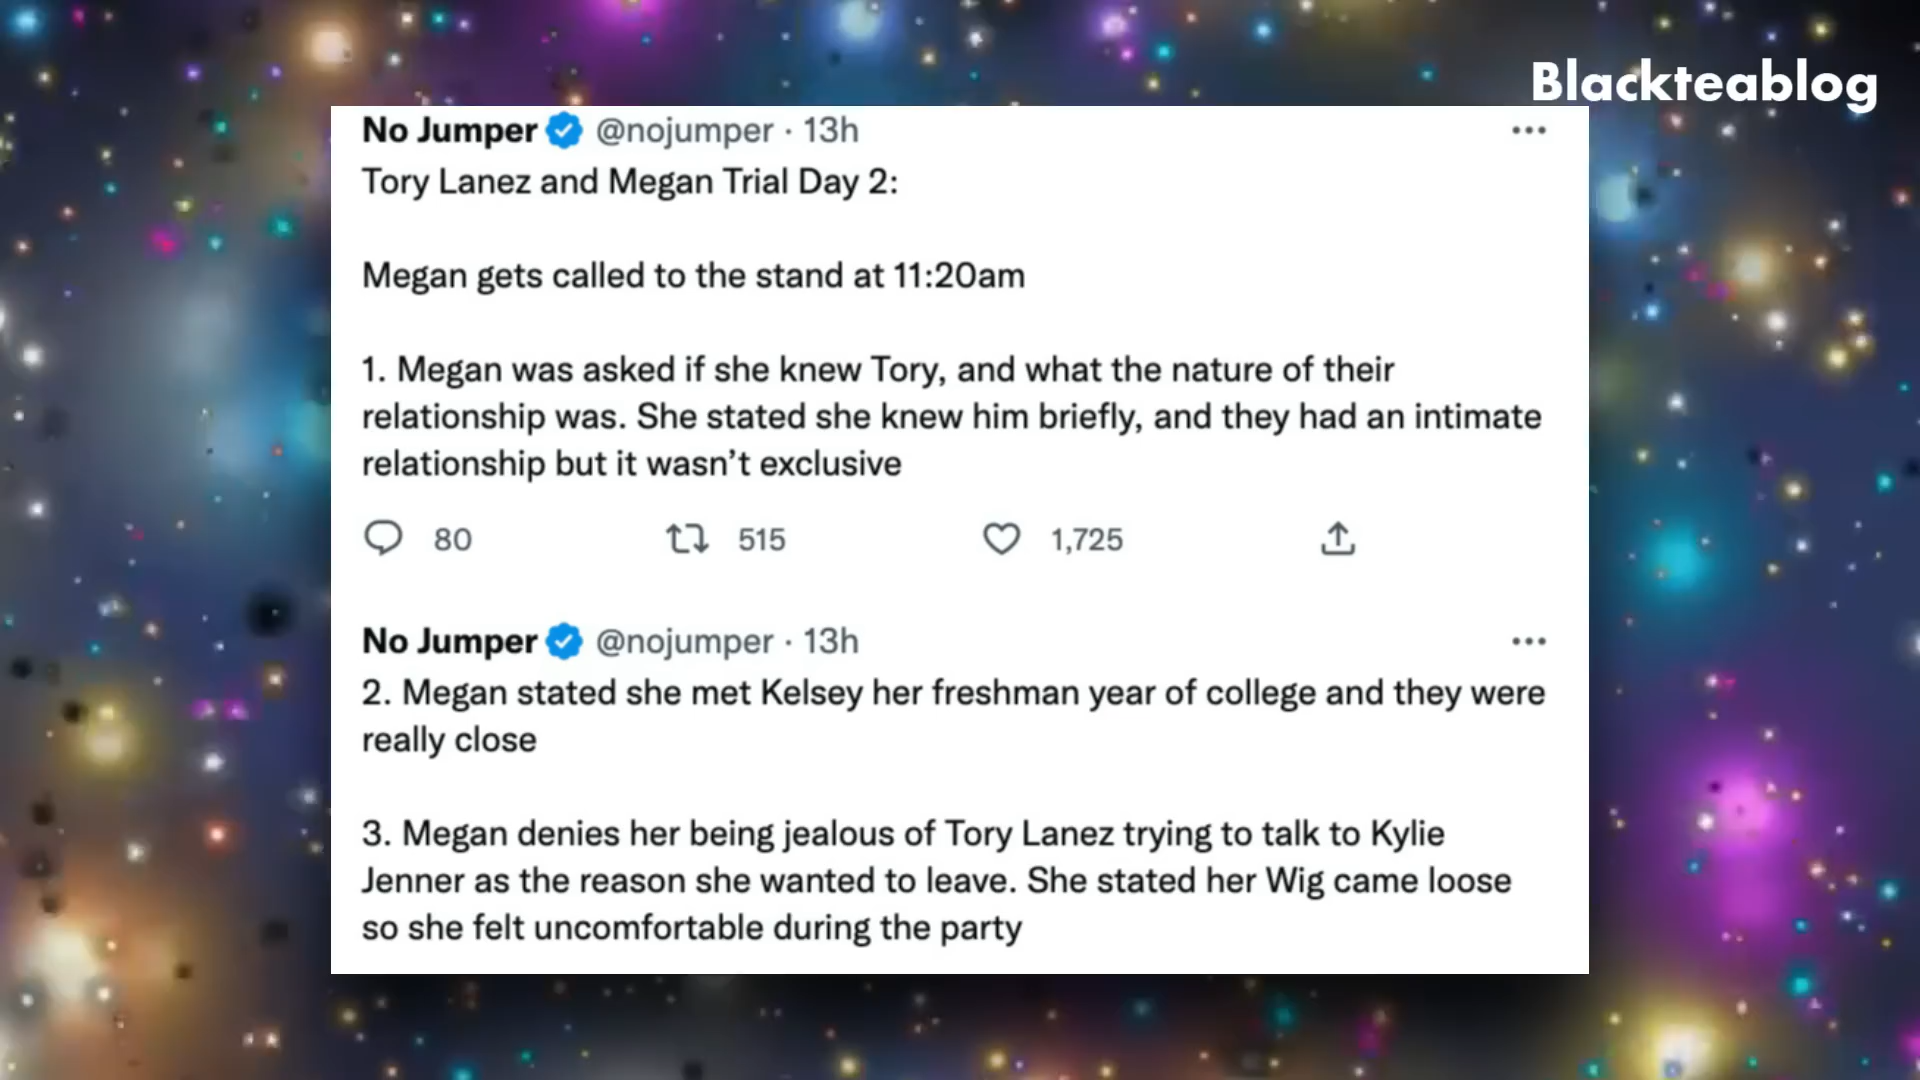 Blackteablog
No Jumper @nojumper · 13h
Tory Lanez and Megan Trial Day 2:
Megan gets called to the stand at 11:20am
1. Megan was asked if she knew Tory, and what the nature of their
relationship was. She stated she knew him briefly, and they had an intimate
relationship but it wasn’t exclusive
80 515 1,725
No Jumper @nojumper · 13h
2. Megan stated she met Kelsey her freshman year of college and they were
really close
3. Megan denies her being jealous of Tory Lanez trying to talk to Kylie
Jenner as the reason she wanted to leave. She stated her Wig came loose
so she felt uncomfortable during the party